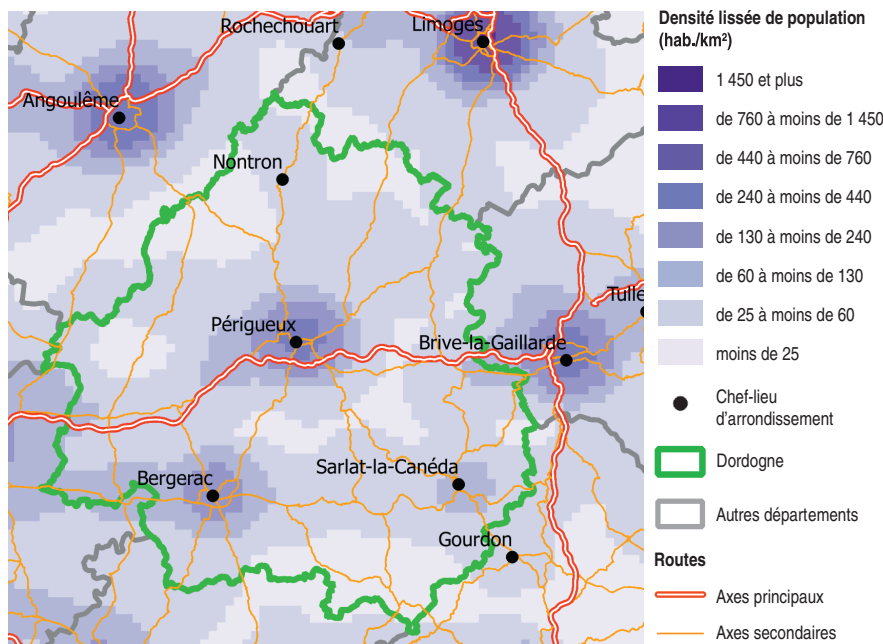 Rochechouart
Limoges
Angoulême
Nontron
Tulle
Périgueux
Brive-la-Gaillarde
Bergerac
Sarlat-la-Canéda
Gourdon
Densité lissée de population
(hab./km²)
1 450 et plus
de 760 à moins de 1 450
de 440 à moins de 760
de 240 à moins de 440
de 130 à moins de 240
de 60 à moins de 130
de 25 à moins de 60
moins de 25
Chef-lieu
d'arrondissement
Dordogne
Autres départements
Routes
Axes principaux
Axes secondaires